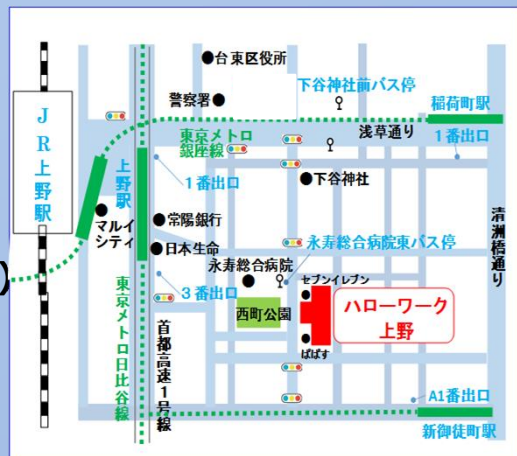 台東区役所
警察署
下谷神社前バス停
稲荷町駅
JR上野駅
東京メトロ
銀座線
浅草通り
1番出口
上野駅
1番出口
下谷神社
マルイ
シティ
常陽銀行
清洲橋通り
日本生命
永寿総合病院東バス停
永寿総合病院
3番出口
セブンイレブン
東京メトロ日比谷線
首都高速1号線
西町公園
ハローワーク
上野
ぱぱす
A1番出口
新御徒町駅
)